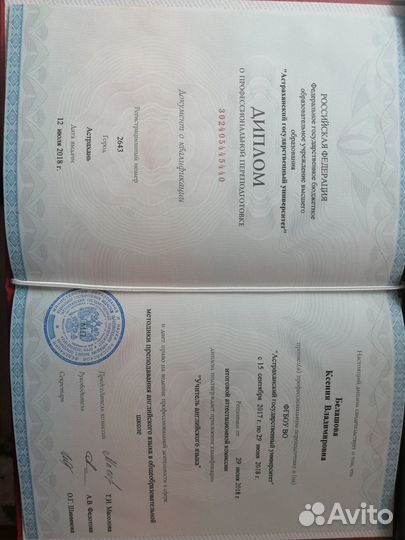 РОССИЙСКАЯ ФЕДЕРАЦИЯ
Федеральное государственное бюджетное
образовательное учреждение высшего
образования
"Астраханский государственный университет"
ДИПЛОМ
О ПРОФЕССИОНАЛЬНОЙ ПЕРЕПОДГОТОВКЕ
302405445440
Документ о квалификации
Регистрационный номер
2643
Город
Астрахань
Дата выдачи
12 июля 2018 г.
Настоящий диплом свидетельствует о том, что
Балашова
Ксения Владимировна
прошел(а) профессиональную переподготовку в (на)
ФГБОУ ВО
"Астраханский государственный университет"
с 15 сентября 2017 г. по 29 июня 2018 г.
Решением от
29 июня 2018 г.
итоговой аттестационной комиссии
диплом подтверждает присвоение квалификации
"Учитель английского языка"
и дает право на ведение профессиональной деятельности в сфере
методики преподавания английского языка в общеобразовательной
школе
Председатель комиссии
Руководитель
А.В. Федотова
Секретарь
О.Г. Шаинкова
М.П.
Avito